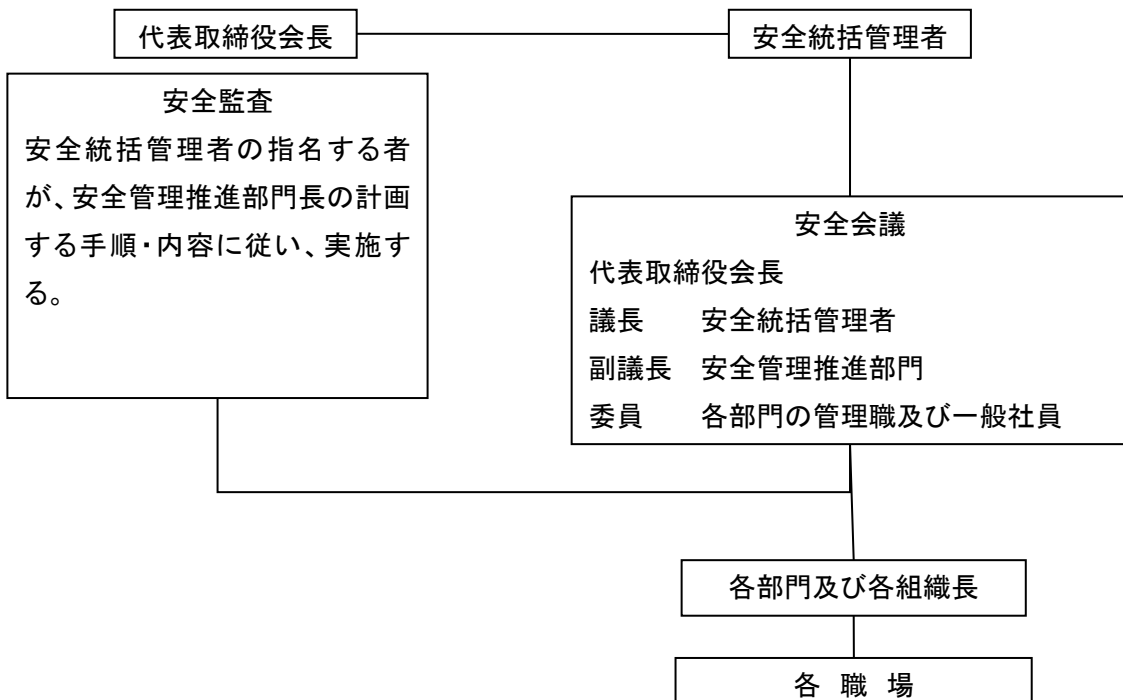 代表取締役会長
安全統括管理者
安全監査
安全統括管理者の指名する者
が、安全管理推進部門長の計画
する手順・内容に従い、実施す
る。
安全会議
代表取締役会長
議長　　安全統括管理者
副議長　安全管理推進部門
委員　　各部門の管理職及び一般社員
各部門及び各組織長
各　職　場